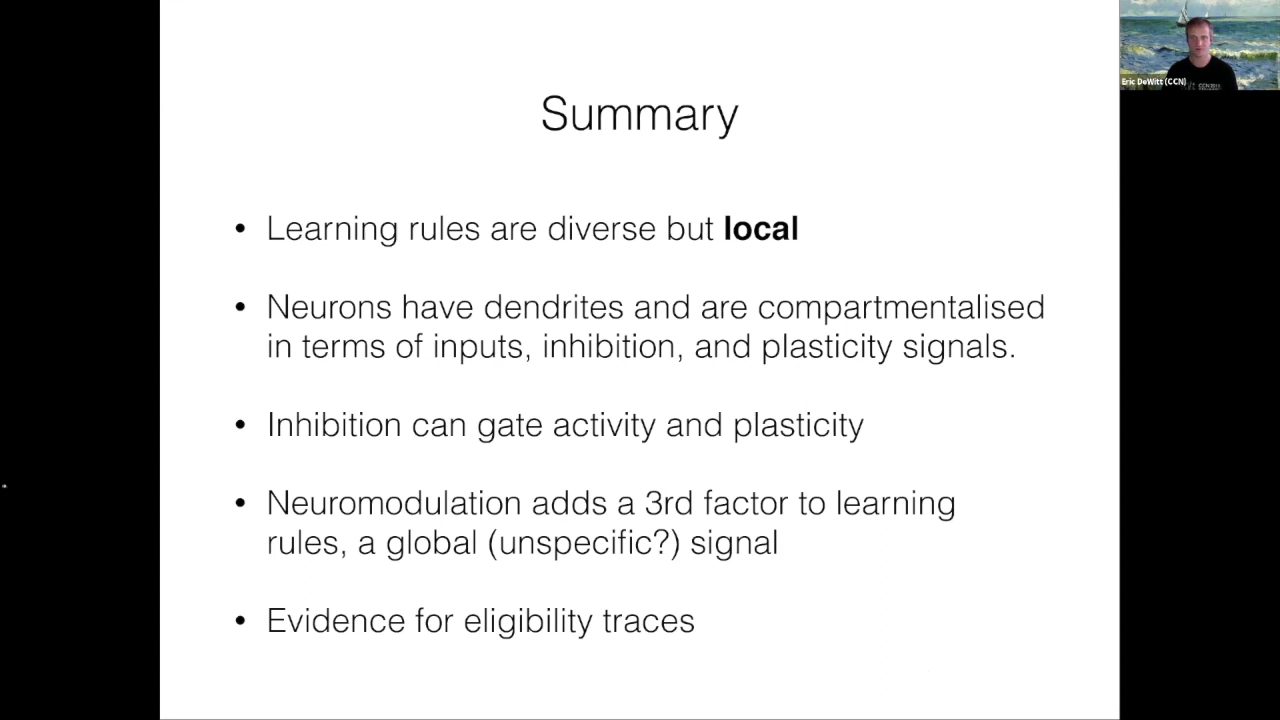 Summary
• Learning rules are diverse but local
• Neurons have dendrites and are compartmentalised
in terms of inputs, inhibition, and plasticity signals.
• Inhibition can gate activity and plasticity
• Neuromodulation adds a 3rd factor to learning
rules, a global (unspecific?) signal
• Evidence for eligibility traces
Eric DeWitt (CCN)